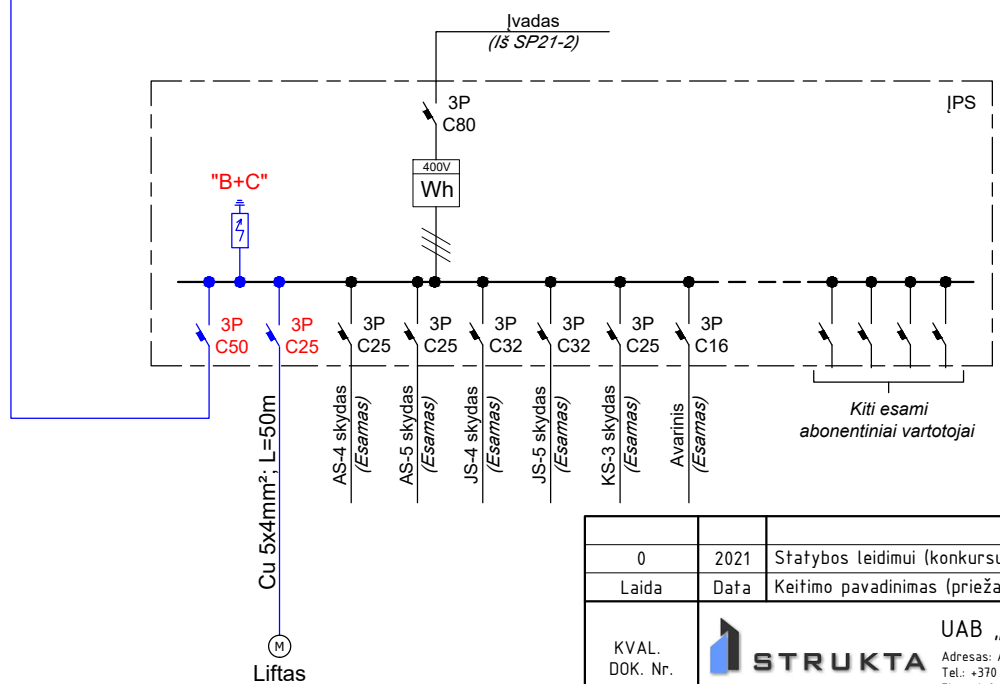 Įvadas
(Iš SP21-2)
ĮPS
3P
C80
400V
Wh
"B+C"
3P
C50
3P
C25
3P
C25
3P
C25
3P
C32
3P
C32
3P
C25
3P
C16
Cu 5x4mm²; L=50m
AS-4 skydas
(Esamas)
AS-5 skydas
(Esamas)
JS-4 skydas
(Esamas)
JS-5 skydas
(Esamas)
KS-3 skydas
(Esamas)
Avarinis
(Esamas)
Kiti esami
abonentiniai vartotojai
M
Liftas
0 2021 Statybos leidimui (konkursu
Laida Data Keitimo pavadinimas (prieža
KVAL.
DOK. Nr.
STRUKTA
UAB „
Adresas: A
Tel.: +370